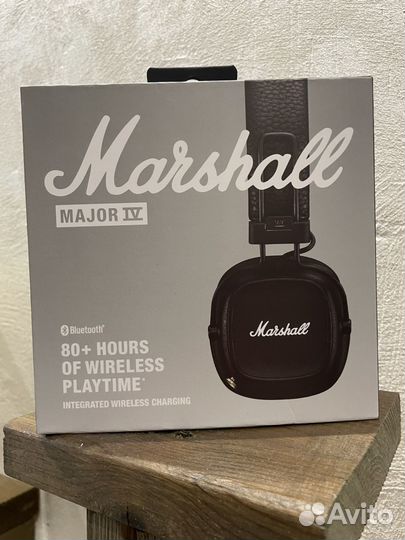 Marshall
MAJOR IV
Marshall
Bluetooth®
80+ HOURS
OF WIRELESS
PLAYTIME*
INTEGRATED WIRELESS CHARGING
Avito